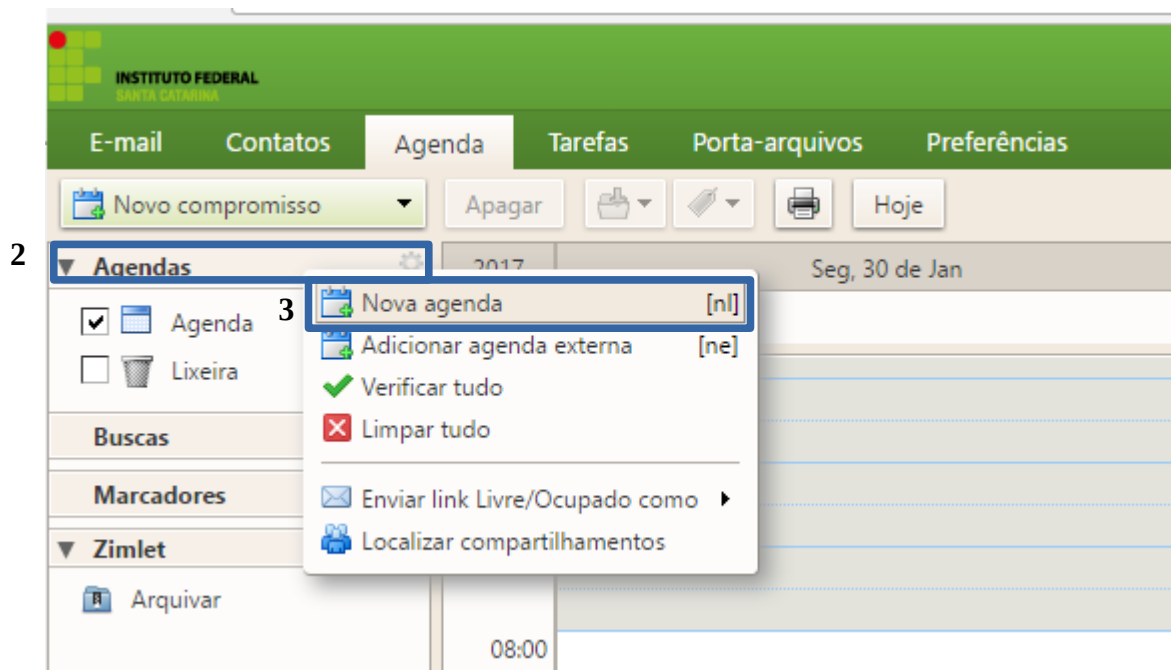 INSTITUTO FEDERAL
SANTA CATARINA
E-mail Contatos Agenda Tarefas Porta-arquivos Preferências
Novo compromisso Apagar Hoje
2 Agendas 2017 Seg, 30 de Jan
3 Nova agenda [nl]
Agenda
Adicionar agenda externa [ne]
Lixeira
Verificar tudo
Buscas Limpar tudo
Marcadores Enviar link Livre/Ocupado como
Zimlet Localizar compartilhamentos
Arquivar
08:00